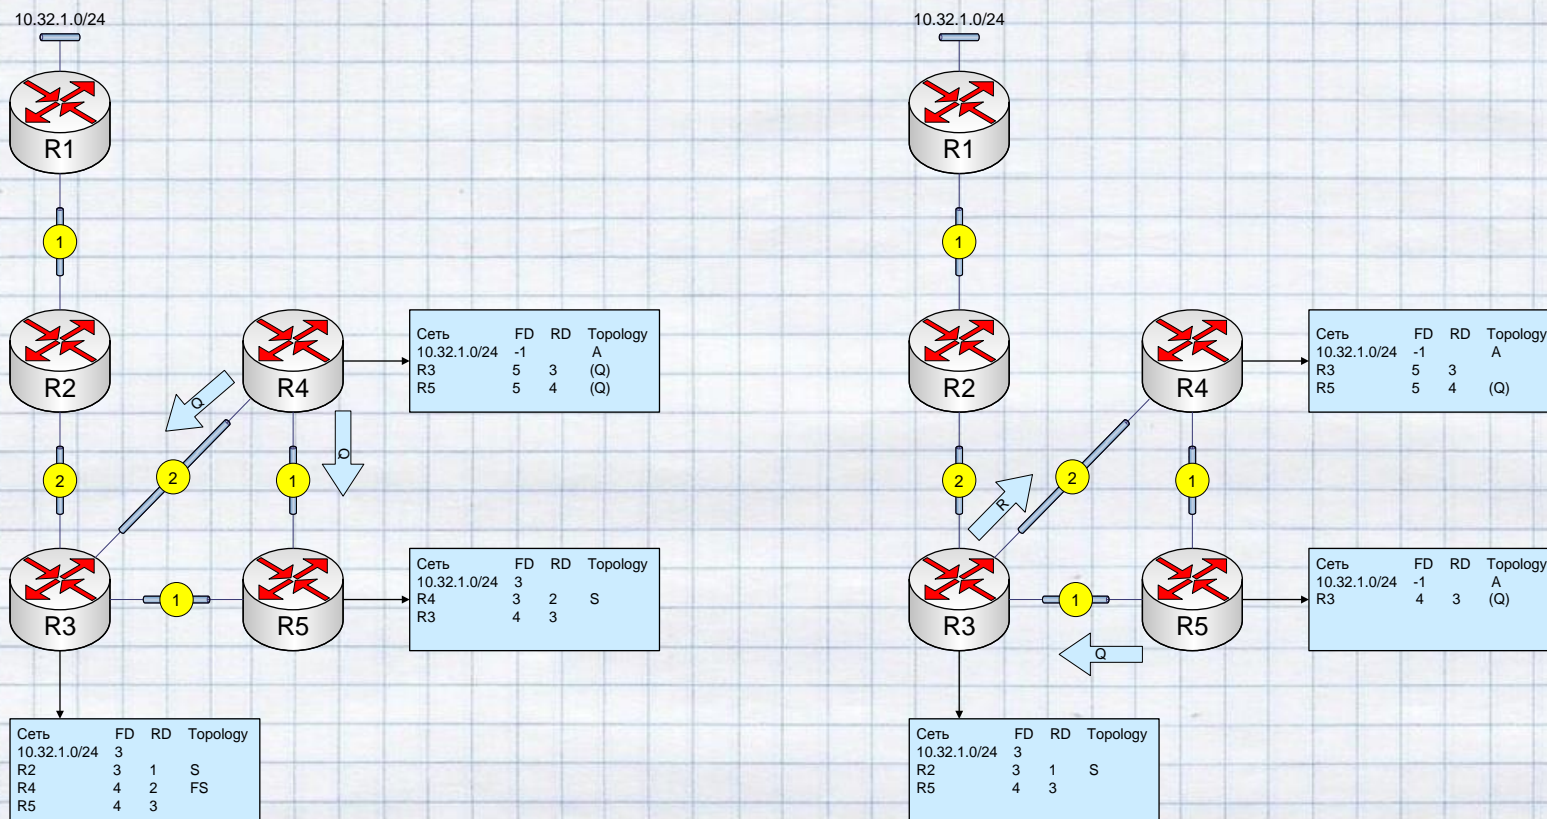 10.32.1.0/24
R1
1
R2
R4
Сеть FD RD Topology
10.32.1.0/24 -1 A
R3 5 3 (Q)
R5 5 4 (Q)
Q
Q
2
2
1
R3
1
R5
Сеть FD RD Topology
10.32.1.0/24 3
R4 3 2 S
R3 4 3
Сеть FD RD Topology
10.32.1.0/24 3
R2 3 1 S
R4 4 2 FS
R5 4 3
10.32.1.0/24
R1
1
R2
R4
Сеть FD RD Topology
10.32.1.0/24 -1 A
R3 5 3
R5 5 4 (Q)
2
2
1
R
R3
1
R5
Q
Сеть FD RD Topology
10.32.1.0/24 -1 A
R3 4 3 (Q)
Сеть FD RD Topology
10.32.1.0/24 3
R2 3 1 S
R5 4 3